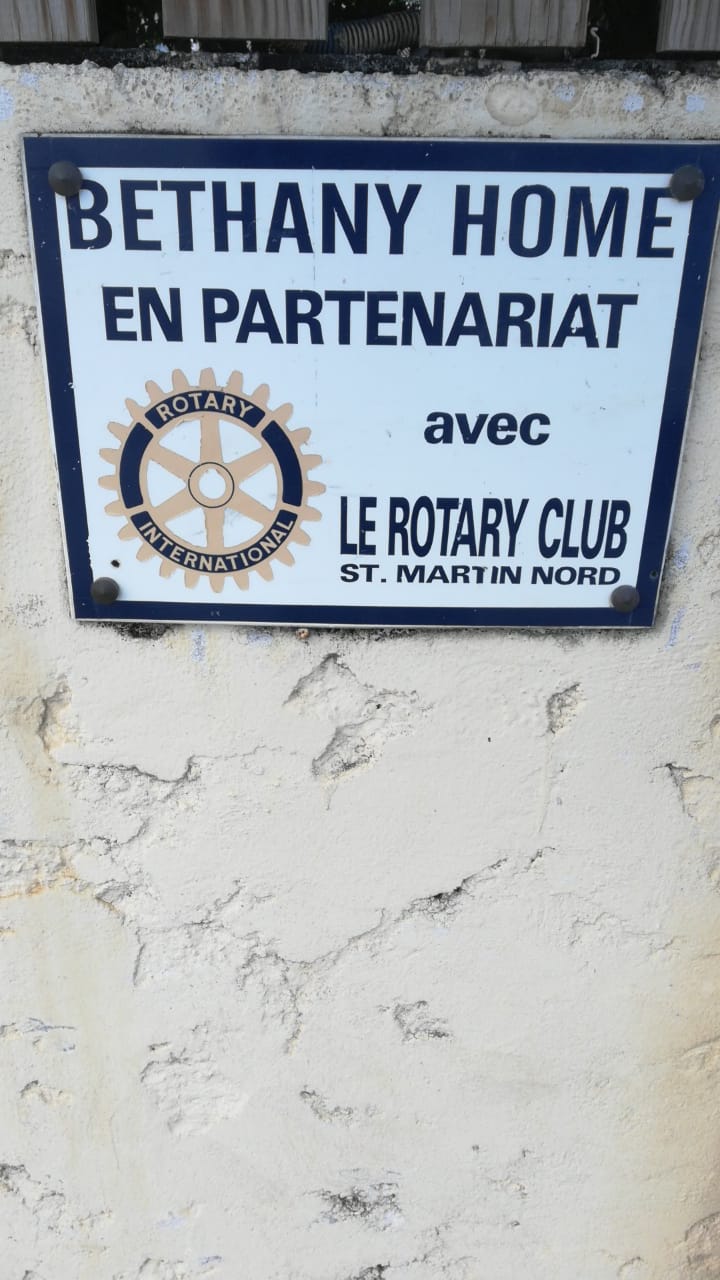 BETHANY HOME
EN PARTENARIAT
avec
ROTARY
INTERNATIONAL
LE ROTARY CLUB
ST. MARTIN NORD